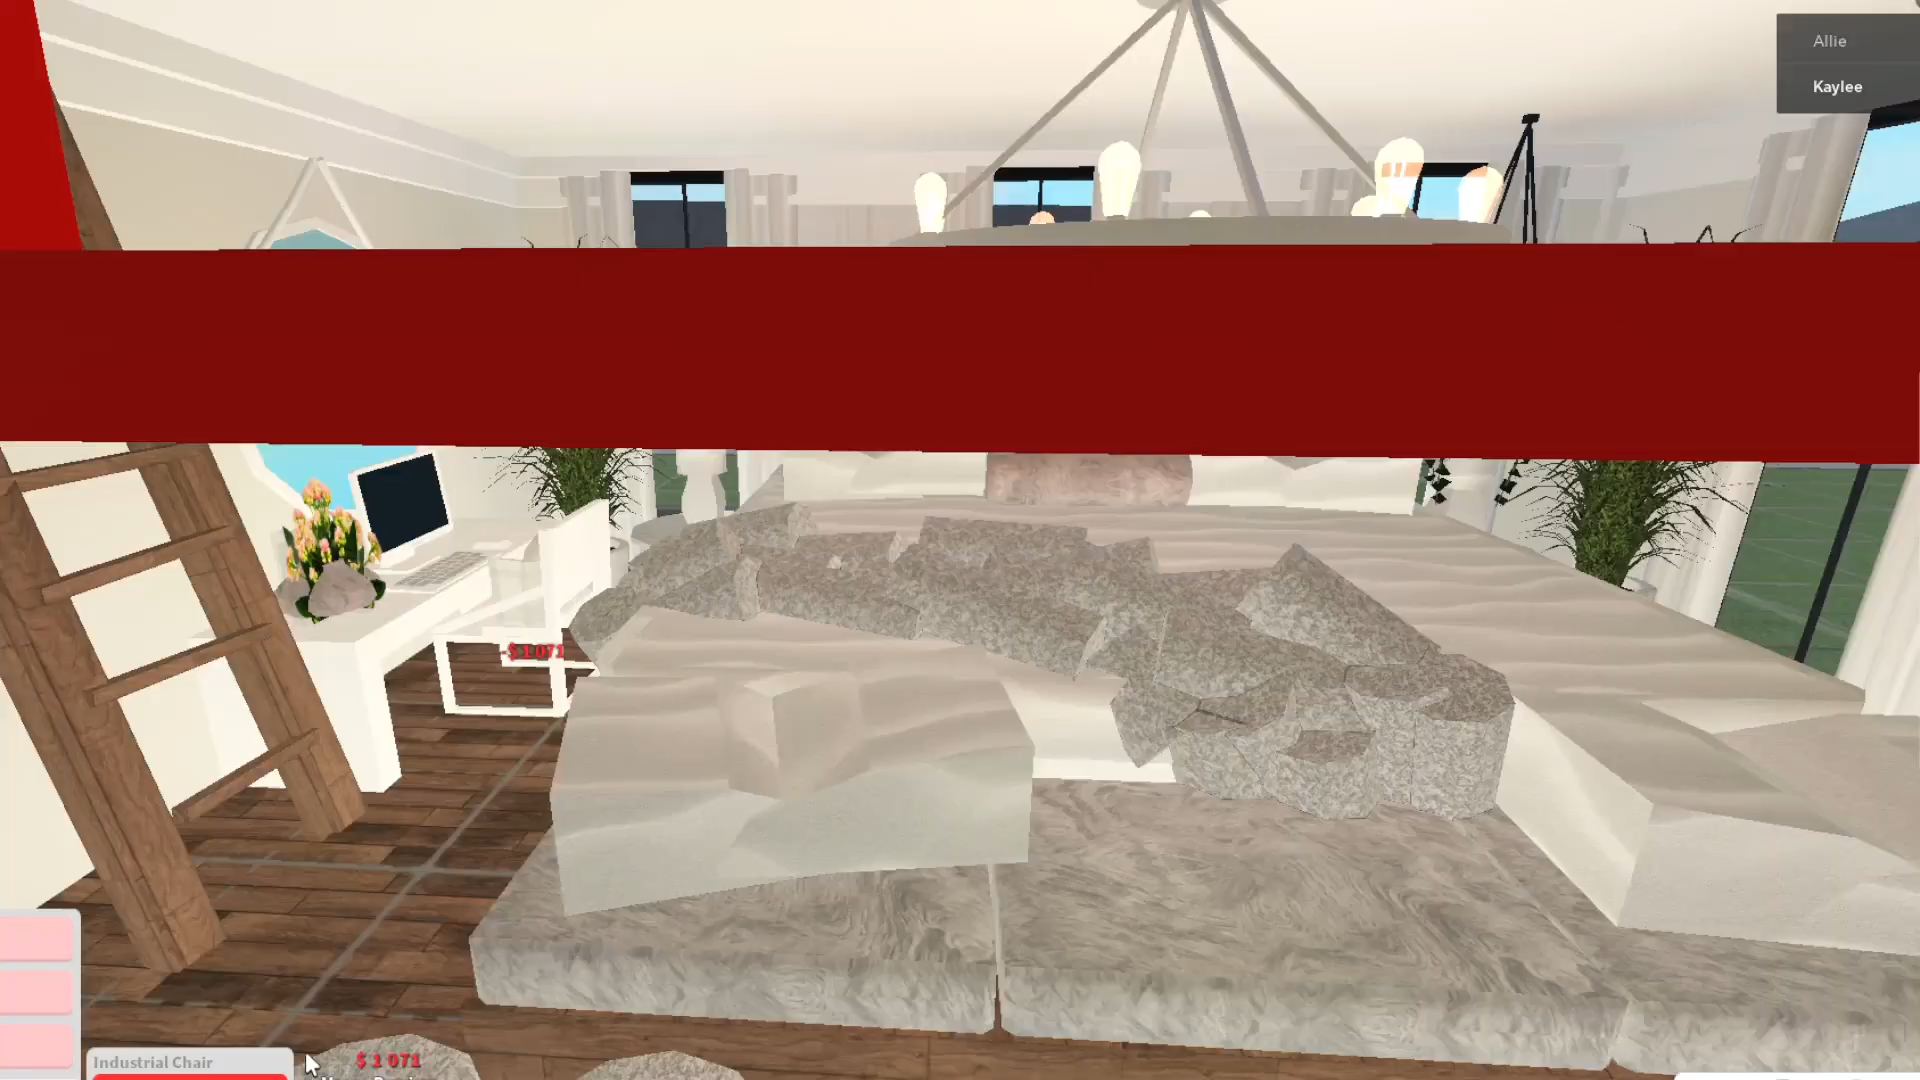 Allie
Kaylee
-$ 1 071
Industrial Chair
$ 1 071